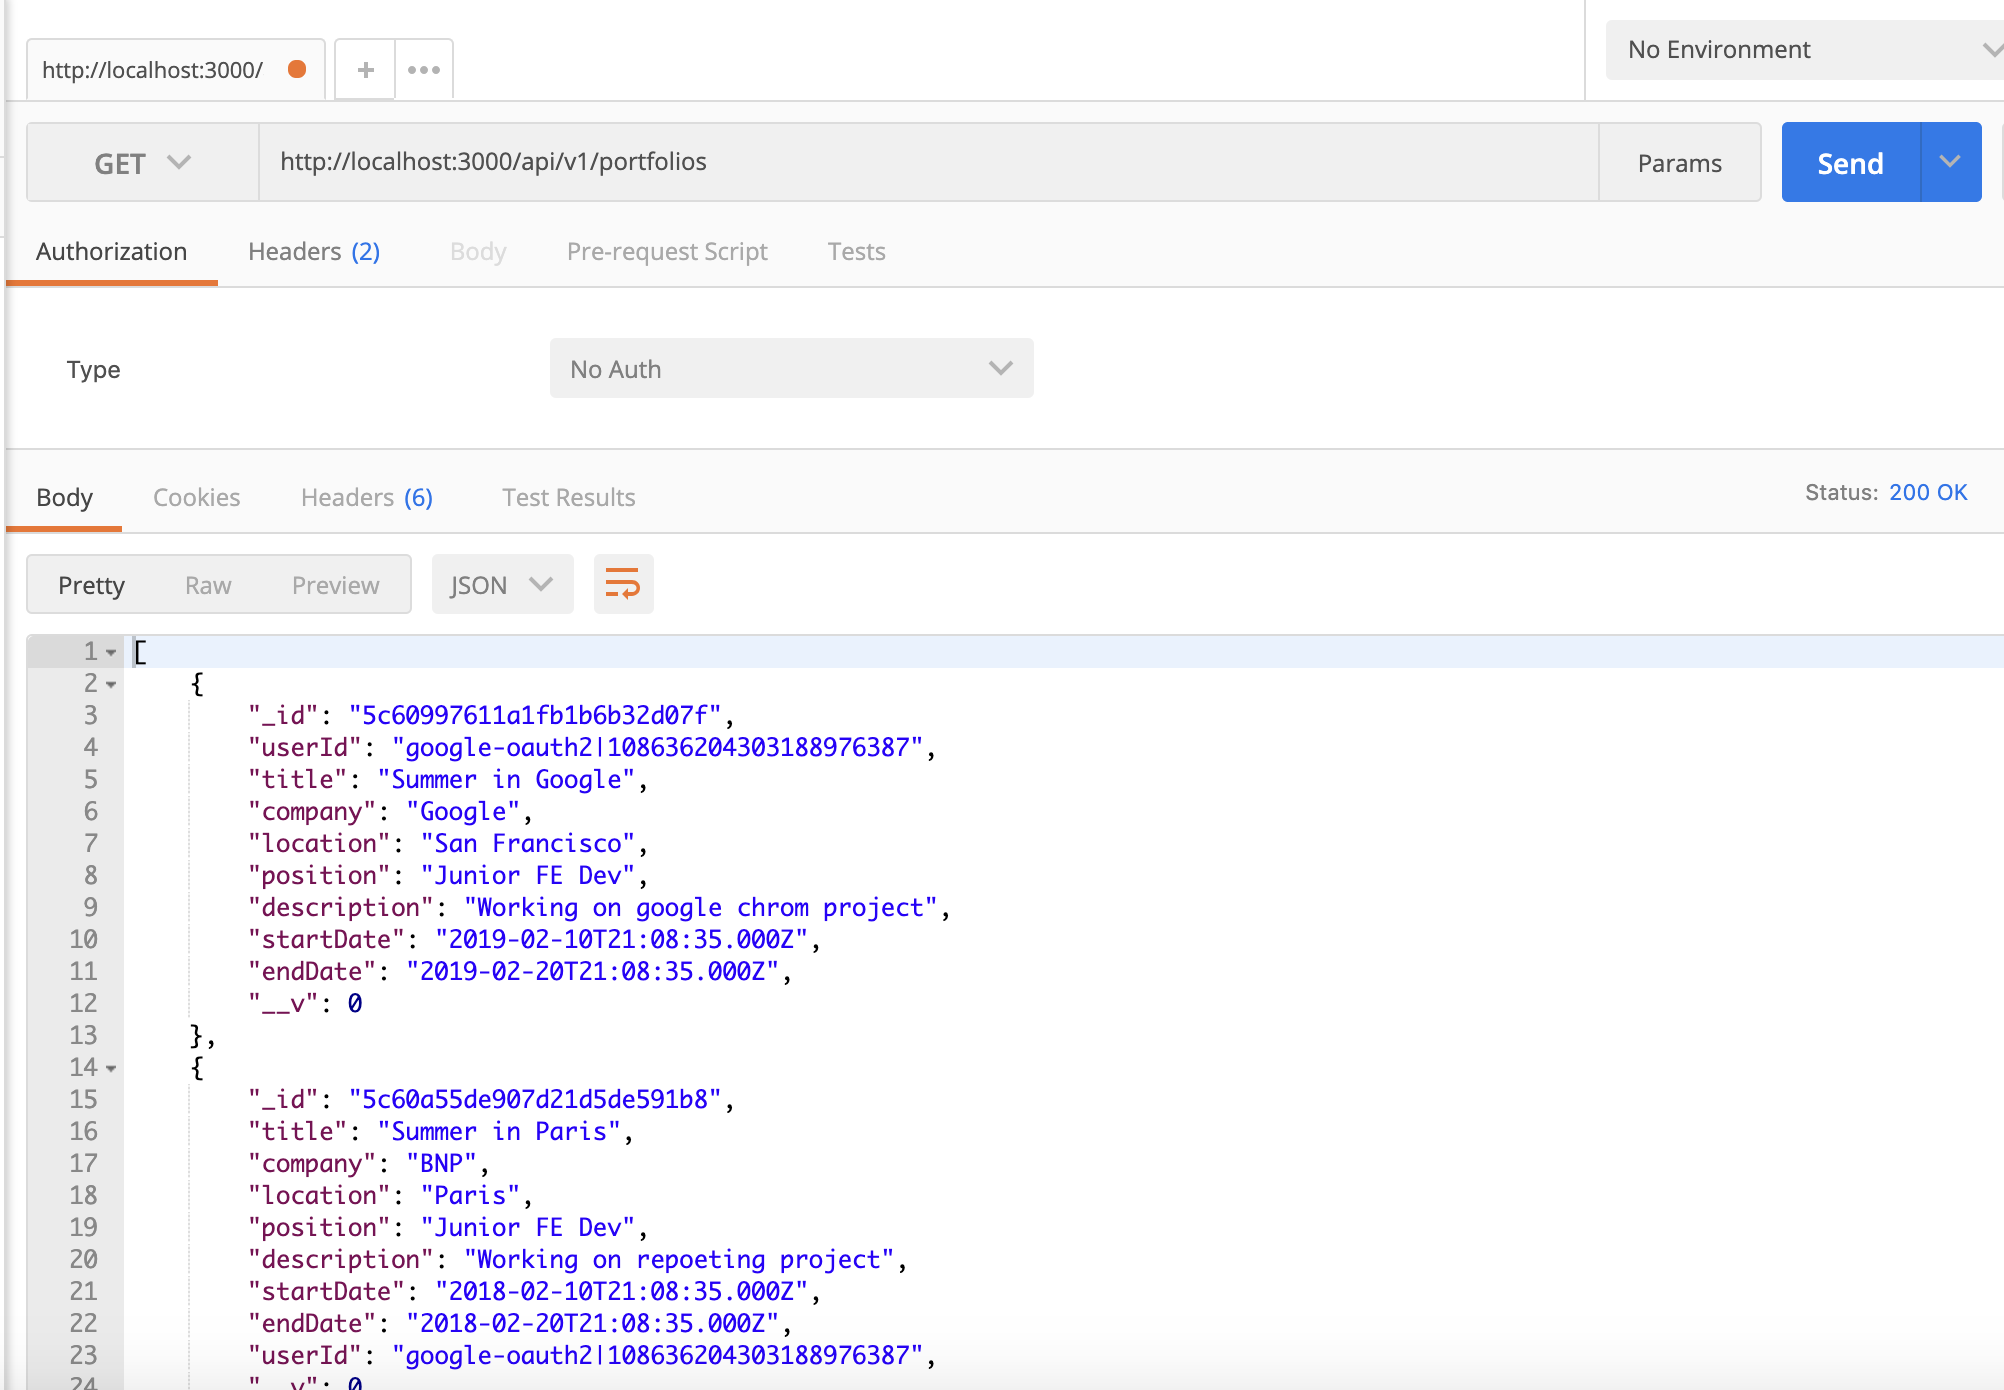 http://localhost:3000/
No Environment
GET http://localhost:3000/api/v1/portfolios Params Send
Authorization Headers (2) Body Pre-request Script Tests
Type No Auth
Body Cookies Headers (6) Test Results Status: 200 OK
Pretty Raw Preview JSON
1 [
2 {
3 "_id": "5c60997611a1fb1b6b32d07f",
4 "userId": "google-oauth2|108636204303188976387",
5 "title": "Summer in Google",
6 "company": "Google",
7 "location": "San Francisco",
8 "position": "Junior FE Dev",
9 "description": "Working on google chrom project",
10 "startDate": "2019-02-10T21:08:35.000Z",
11 "endDate": "2019-02-20T21:08:35.000Z",
12 "__v": 0
13 },
14 {
15 "_id": "5c60a55de907d21d5de591b8",
16 "title": "Summer in Paris",
17 "company": "BNP",
18 "location": "Paris",
19 "position": "Junior FE Dev",
20 "description": "Working on repoeting project",
21 "startDate": "2018-02-10T21:08:35.000Z",
22 "endDate": "2018-02-20T21:08:35.000Z",
23 "userId": "google-oauth2|108636204303188976387",
24 "__v": 0